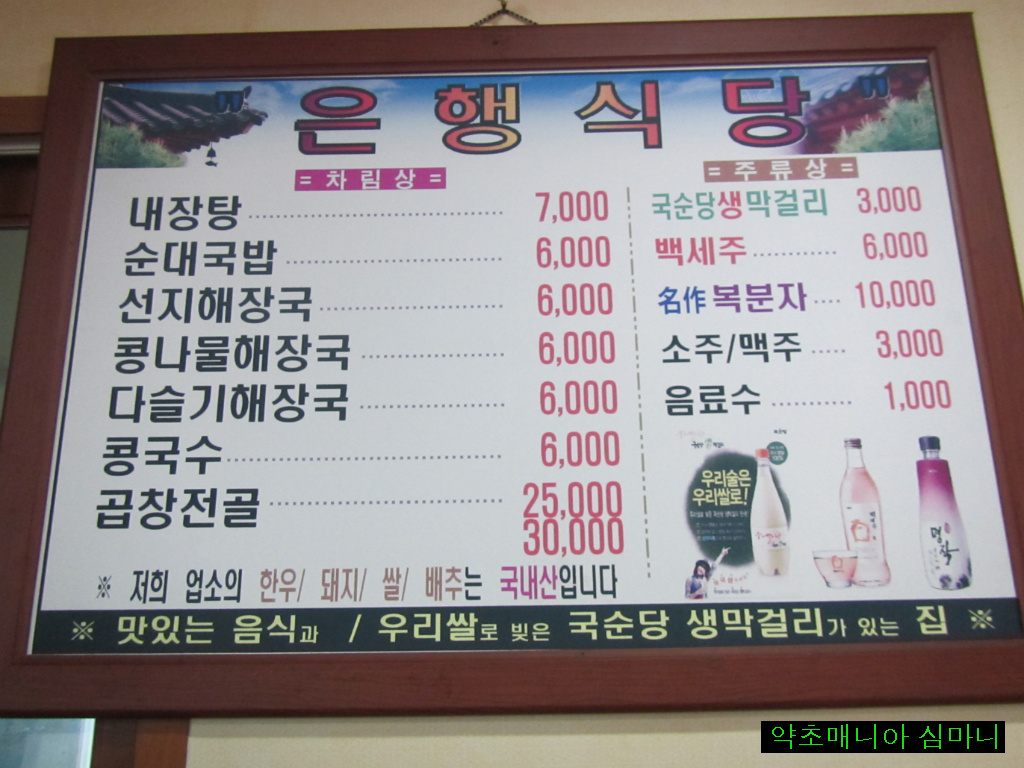 " 은행식당 "
= 차림상 =
내장탕 7,000
순대국밥 6,000
선지해장국 6,000
콩나물해장국 6,000
다슬기해장국 6,000
콩국수 6,000
곱창전골 25,000
30,000
= 주류상 =
국순당생막걸리 3,000
백세주 6,000
名作복분자 10,000
소주/맥주 3,000
음료수 1,000
우리술은
우리쌀로!
명작
※ 저희 업소의 한우/ 돼지/ 쌀/ 배추는 국내산입니다
※ 맛있는 음식과 / 우리쌀로 빚은 국순당 생막걸리가 있는 집 ※
약초매니아 심마니